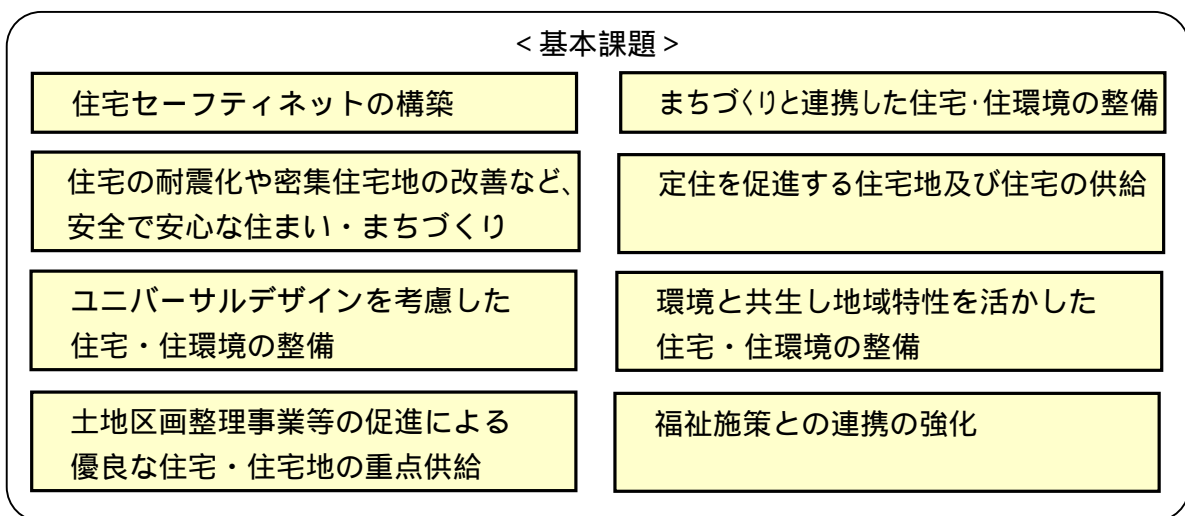 <基本課題>
住宅セーフティネットの構築
住宅の耐震化や密集住宅地の改善など、
安全で安心な住まい・まちづくり
ユニバーサルデザインを考慮した
住宅・住環境の整備
土地区画整理事業等の促進による
優良な住宅・住宅地の重点供給
まちづくりと連携した住宅・住環境の整備
定住を促進する住宅地及び住宅の供給
環境と共生し地域特性を活かした
住宅・住環境の整備
福祉施策との連携の強化